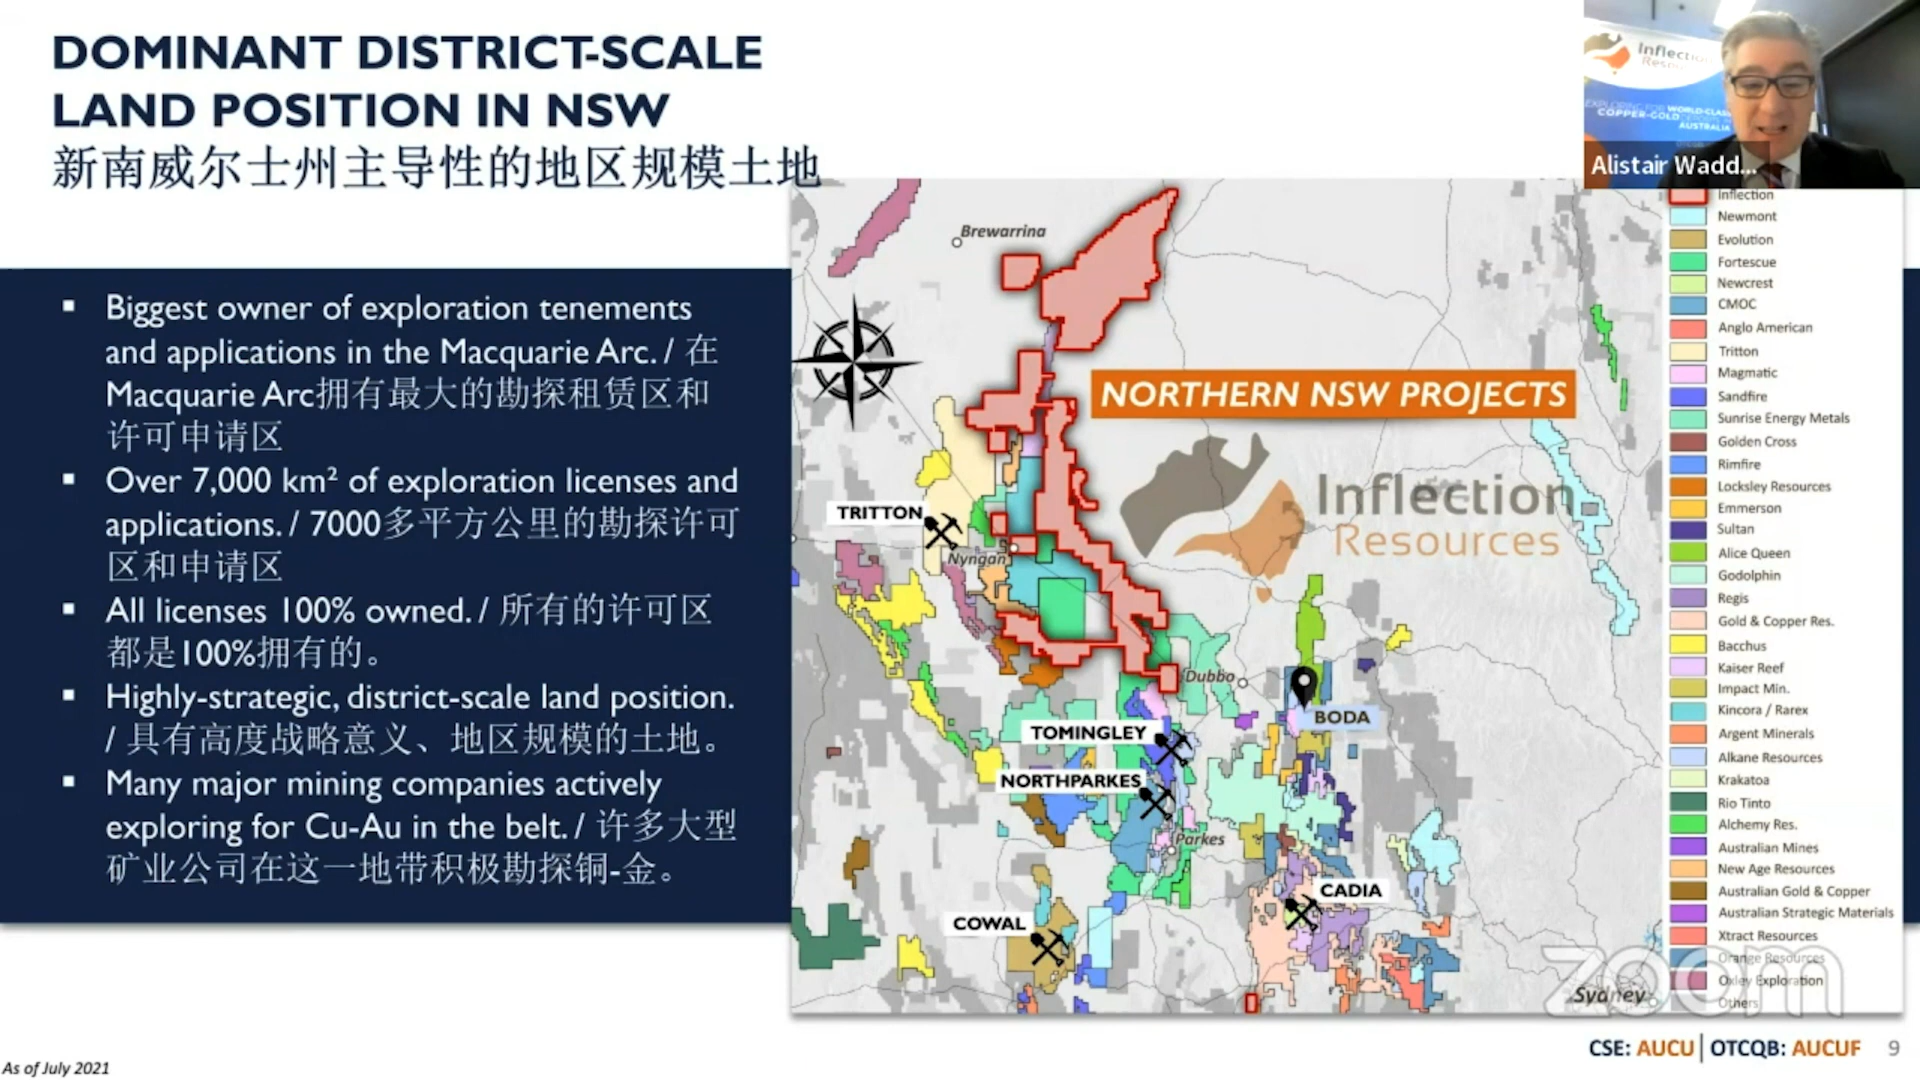 DOMINANT DISTRICT-SCALE
LAND POSITION IN NSW
新南威尔士州主导性的地区规模土地
▪ Biggest owner of exploration tenements
and applications in the Macquarie Arc. / 在
Macquarie Arc拥有最大的勘探租赁区和
许可申请区
▪ Over 7,000 km² of exploration licenses and
applications. / 7000多平方公里的勘探许可
区和申请区
▪ All licenses 100% owned. / 所有的许可区
都是100%拥有的。
▪ Highly-strategic, district-scale land position.
/ 具有高度战略意义、地区规模的土地。
▪ Many major mining companies actively
exploring for Cu-Au in the belt. / 许多大型
矿业公司在这一地带积极勘探铜-金。
Brewarrina
NORTHERN NSW PROJECTS
Inflection
Resources
TRITTON
Nyngan
Dubbo
BODA
TOMINGLEY
NORTHPARKES
Parkes
CADIA
COWAL
Sydney
Inflection
COPPER-GOLD
AUSTRALIA
Alistair Wadd...
Inflection
Newmont
Evolution
Fortescue
Newcrest
CMOC
Anglo American
Tritton
Magmatic
Sandfire
Sunrise Energy Metals
Golden Cross
Rimfire
Locksley Resources
Emmerson
Sultan
Alice Queen
Godolphin
Regis
Gold & Copper Res.
Bacchus
Kaiser Reef
Impact Min.
Kincora / Rarex
Argent Minerals
Alkane Resources
Krakatoa
Rio Tinto
Alchemy Res.
Australian Mines
New Age Resources
Australian Gold & Copper
Australian Strategic Materials
Xtract Resources
Orange Resources
Oxley Exploration
Others
zoom
CSE: AUCU | OTCQB: AUCUF 9
As of July 2021